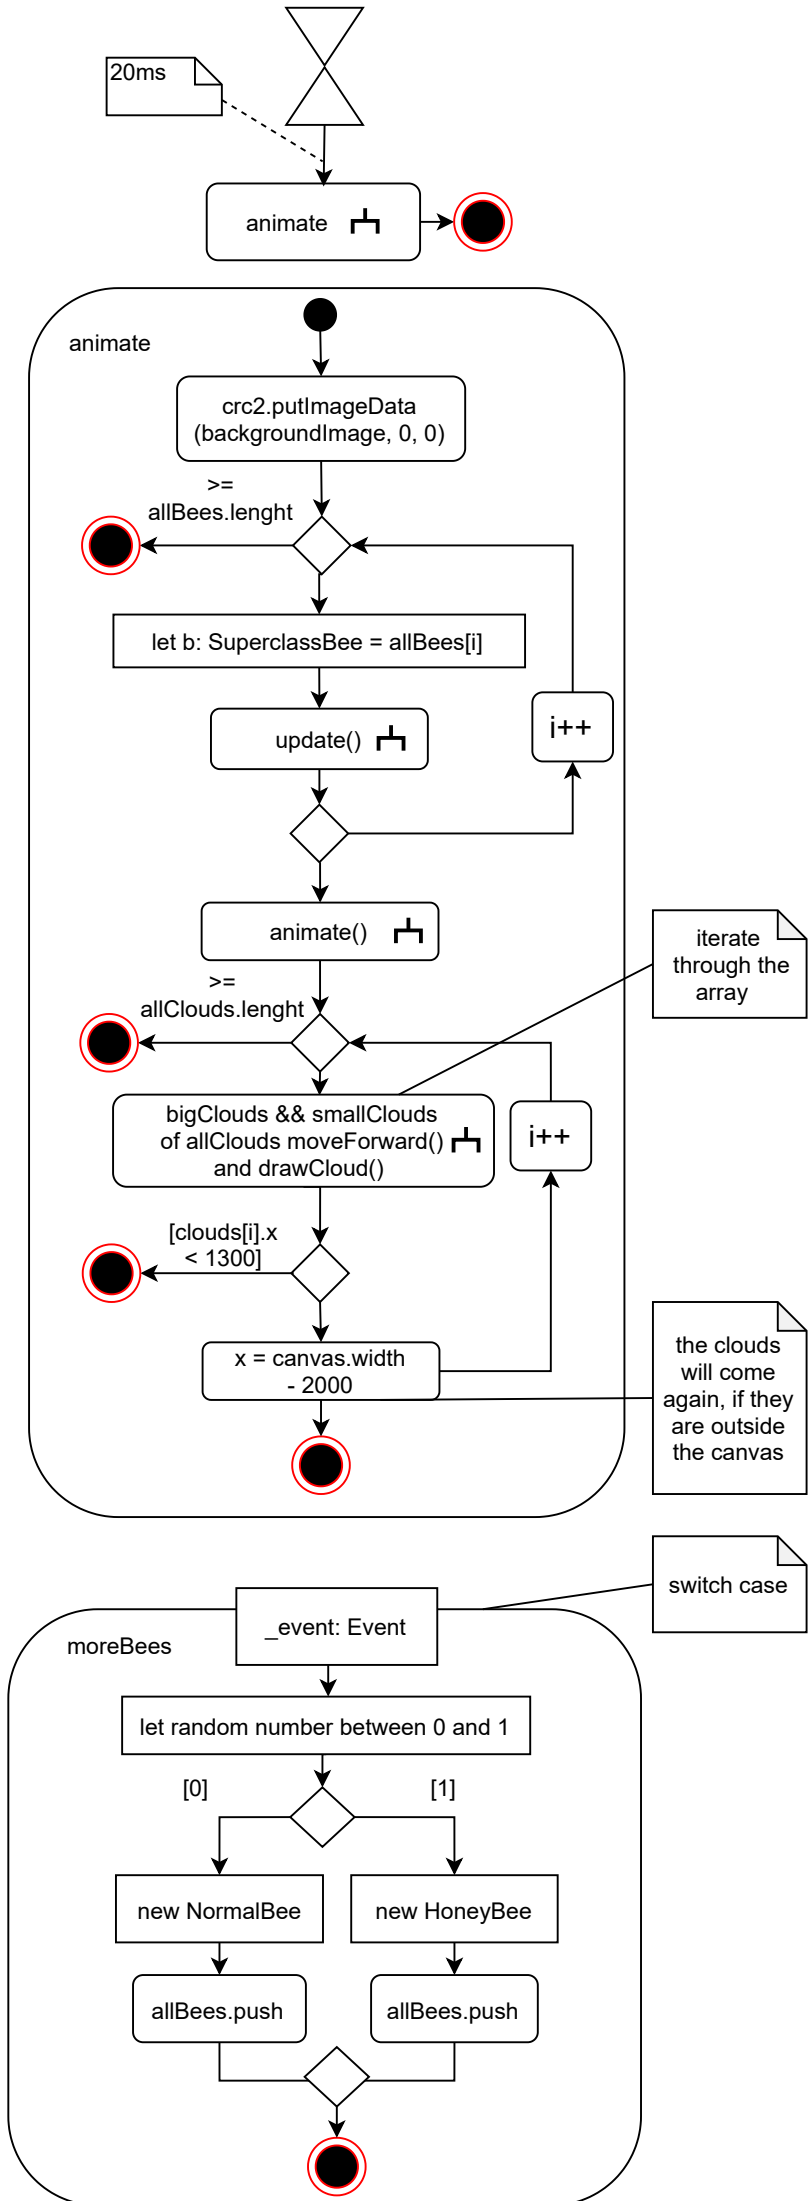 20ms
animate
animate
crc2.putImageData
(backgroundImage, 0, 0)
>=
allBees.lenght
let b: SuperclassBee = allBees[i]
update()
i++
animate()
iterate
through the
array
>=
allClouds.lenght
bigClouds && smallClouds
of allClouds moveForward()
and drawCloud()
i++
[clouds[i].x
< 1300]
x = canvas.width
- 2000
the clouds
will come
again, if they
are outside
the canvas
switch case
_event: Event
moreBees
let random number between 0 and 1
[0]
[1]
new NormalBee
new HoneyBee
allBees.push
allBees.push